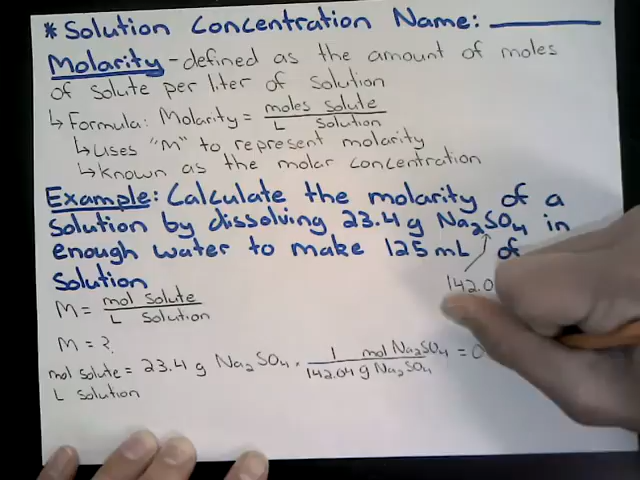 * Solution Concentration Name: ________
Molarity - defined as the amount of moles
of solute per liter of solution
↳ Formula: Molarity = moles solute / L solution
↳ Uses "M" to represent molarity
↳ Known as the molar concentration
Example: Calculate the molarity of a
Solution by dissolving 23.4 g Na₂SO₄ in
enough water to make 125 mL of
Solution
142.0
M = mol solute / L solution
M = ?
mol solute = 23.4 g Na₂SO₄ · 1 mol Na₂SO₄ / 142.04 g Na₂SO₄ = 0
L solution